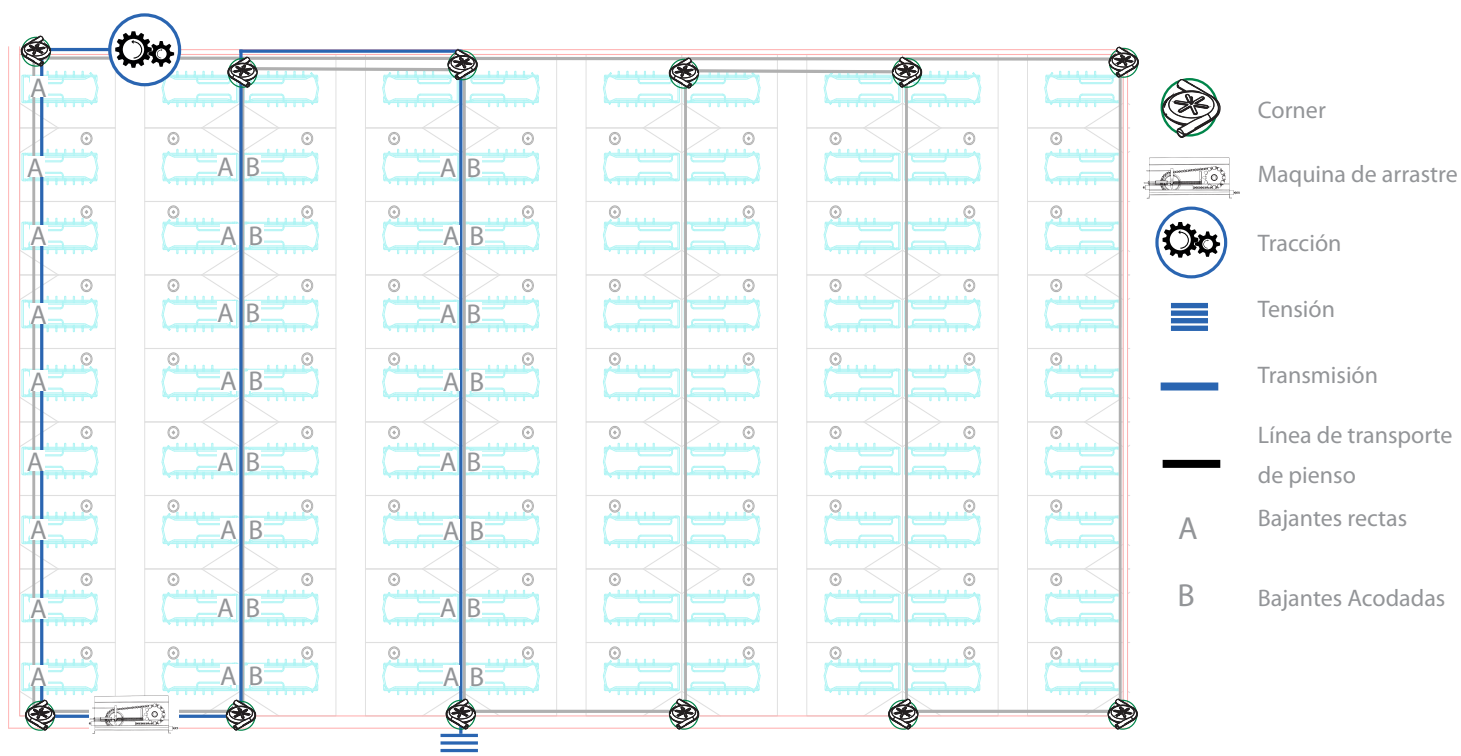 A
A A B A B
A A B A B
A A B A B
A A B A B
A A B A B
A A B A B
A A B A B
A A B A B
Corner
Maquina de arrastre
Tracción
Tensión
Transmisión
Línea de transporte
de pienso
A Bajantes rectas
B Bajantes Acodadas